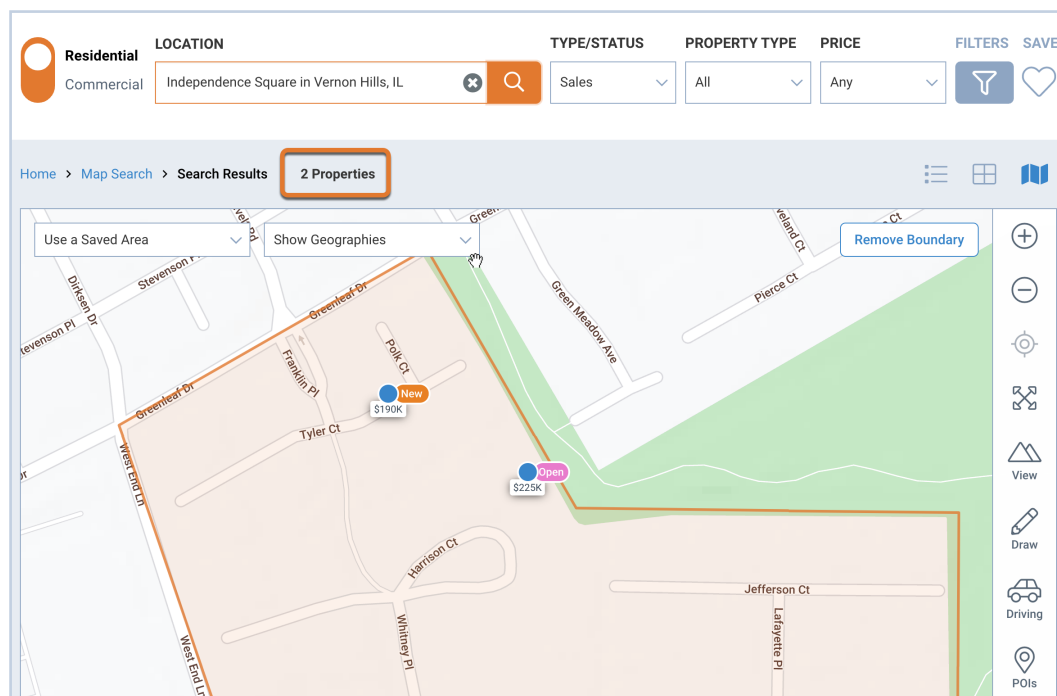 LOCATION
TYPE/STATUS
PROPERTY TYPE
PRICE
FILTERS
SAVE
Residential
Commercial
Independence Square in Vernon Hills, IL
Sales
All
Any
Home > Map Search > Search Results
2 Properties
Use a Saved Area
Show Geographies
Remove Boundary
Green
Ct
Stevenson
Dirksen Dr
Greenleaf Dr
Green Meadow Ave
Pierce Ct
Polk Ct
Franklin Pl
New
$190K
Greenleaf Dr
Tyler Ct
West End Ln
Open
$225K
View
Harrison Ct
Draw
Jefferson Ct
Whitney Pl
Lafayette Pl
Driving
West End Ln
POIs